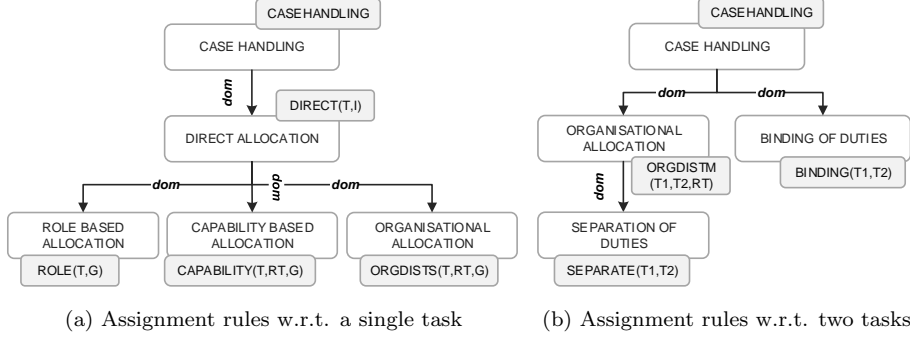 CASEHANDLING
CASE HANDLING
dom
DIRECT(T,I)
DIRECT ALLOCATION
dom
dom
dom
ROLE BASED
ALLOCATION
ROLE(T,G)
CAPABILITY BASED
ALLOCATION
CAPABILITY(T,RT,G)
ORGANISATIONAL
ALLOCATION
ORGDISTS(T,RT,G)
(a) Assignment rules w.r.t. a single task
CASEHANDLING
CASE HANDLING
dom
dom
ORGANISATIONAL
ALLOCATION
ORGDISTM
(T1,T2,RT)
BINDING OF DUTIES
BINDING(T1,T2)
dom
SEPARATION OF
DUTIES
SEPARATE(T1,T2)
(b) Assignment rules w.r.t. two tasks